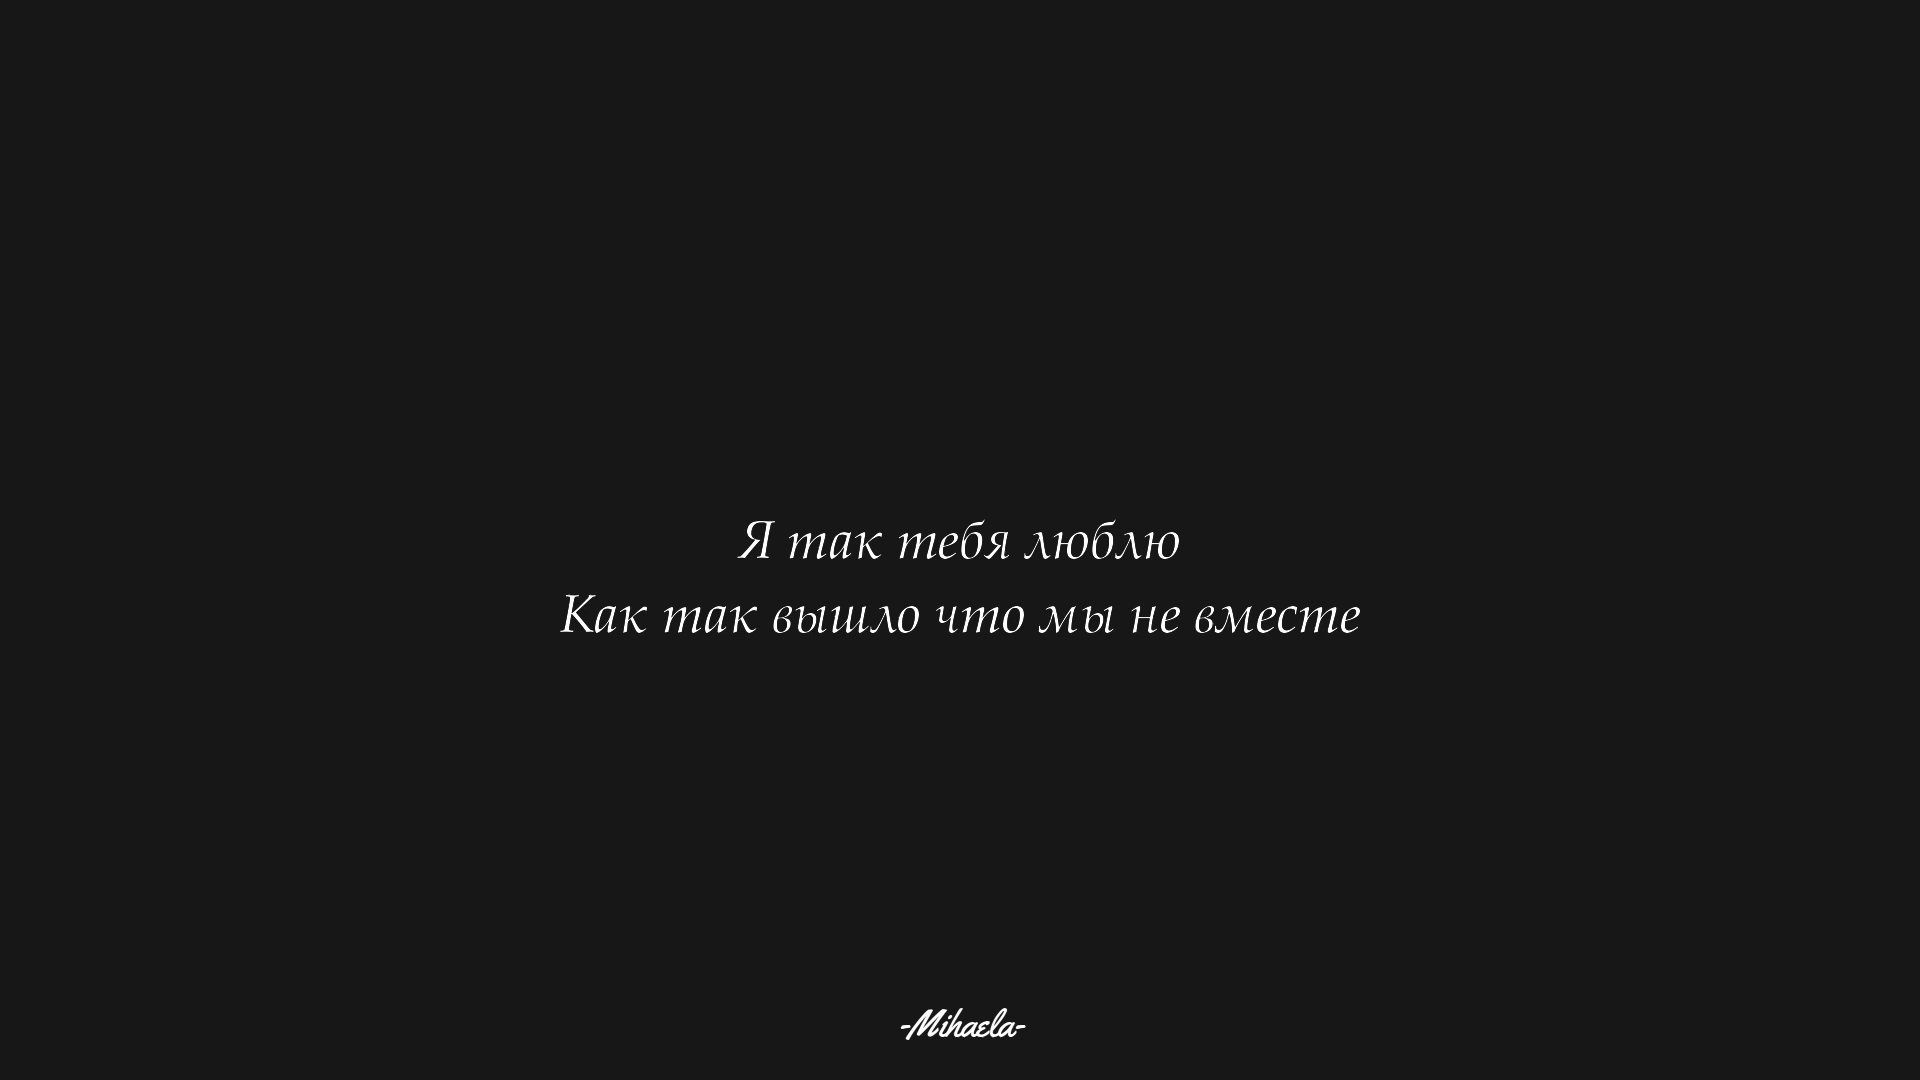 Я так тебя люблю
Как так вышло что мы не вместе
-Mihaela-